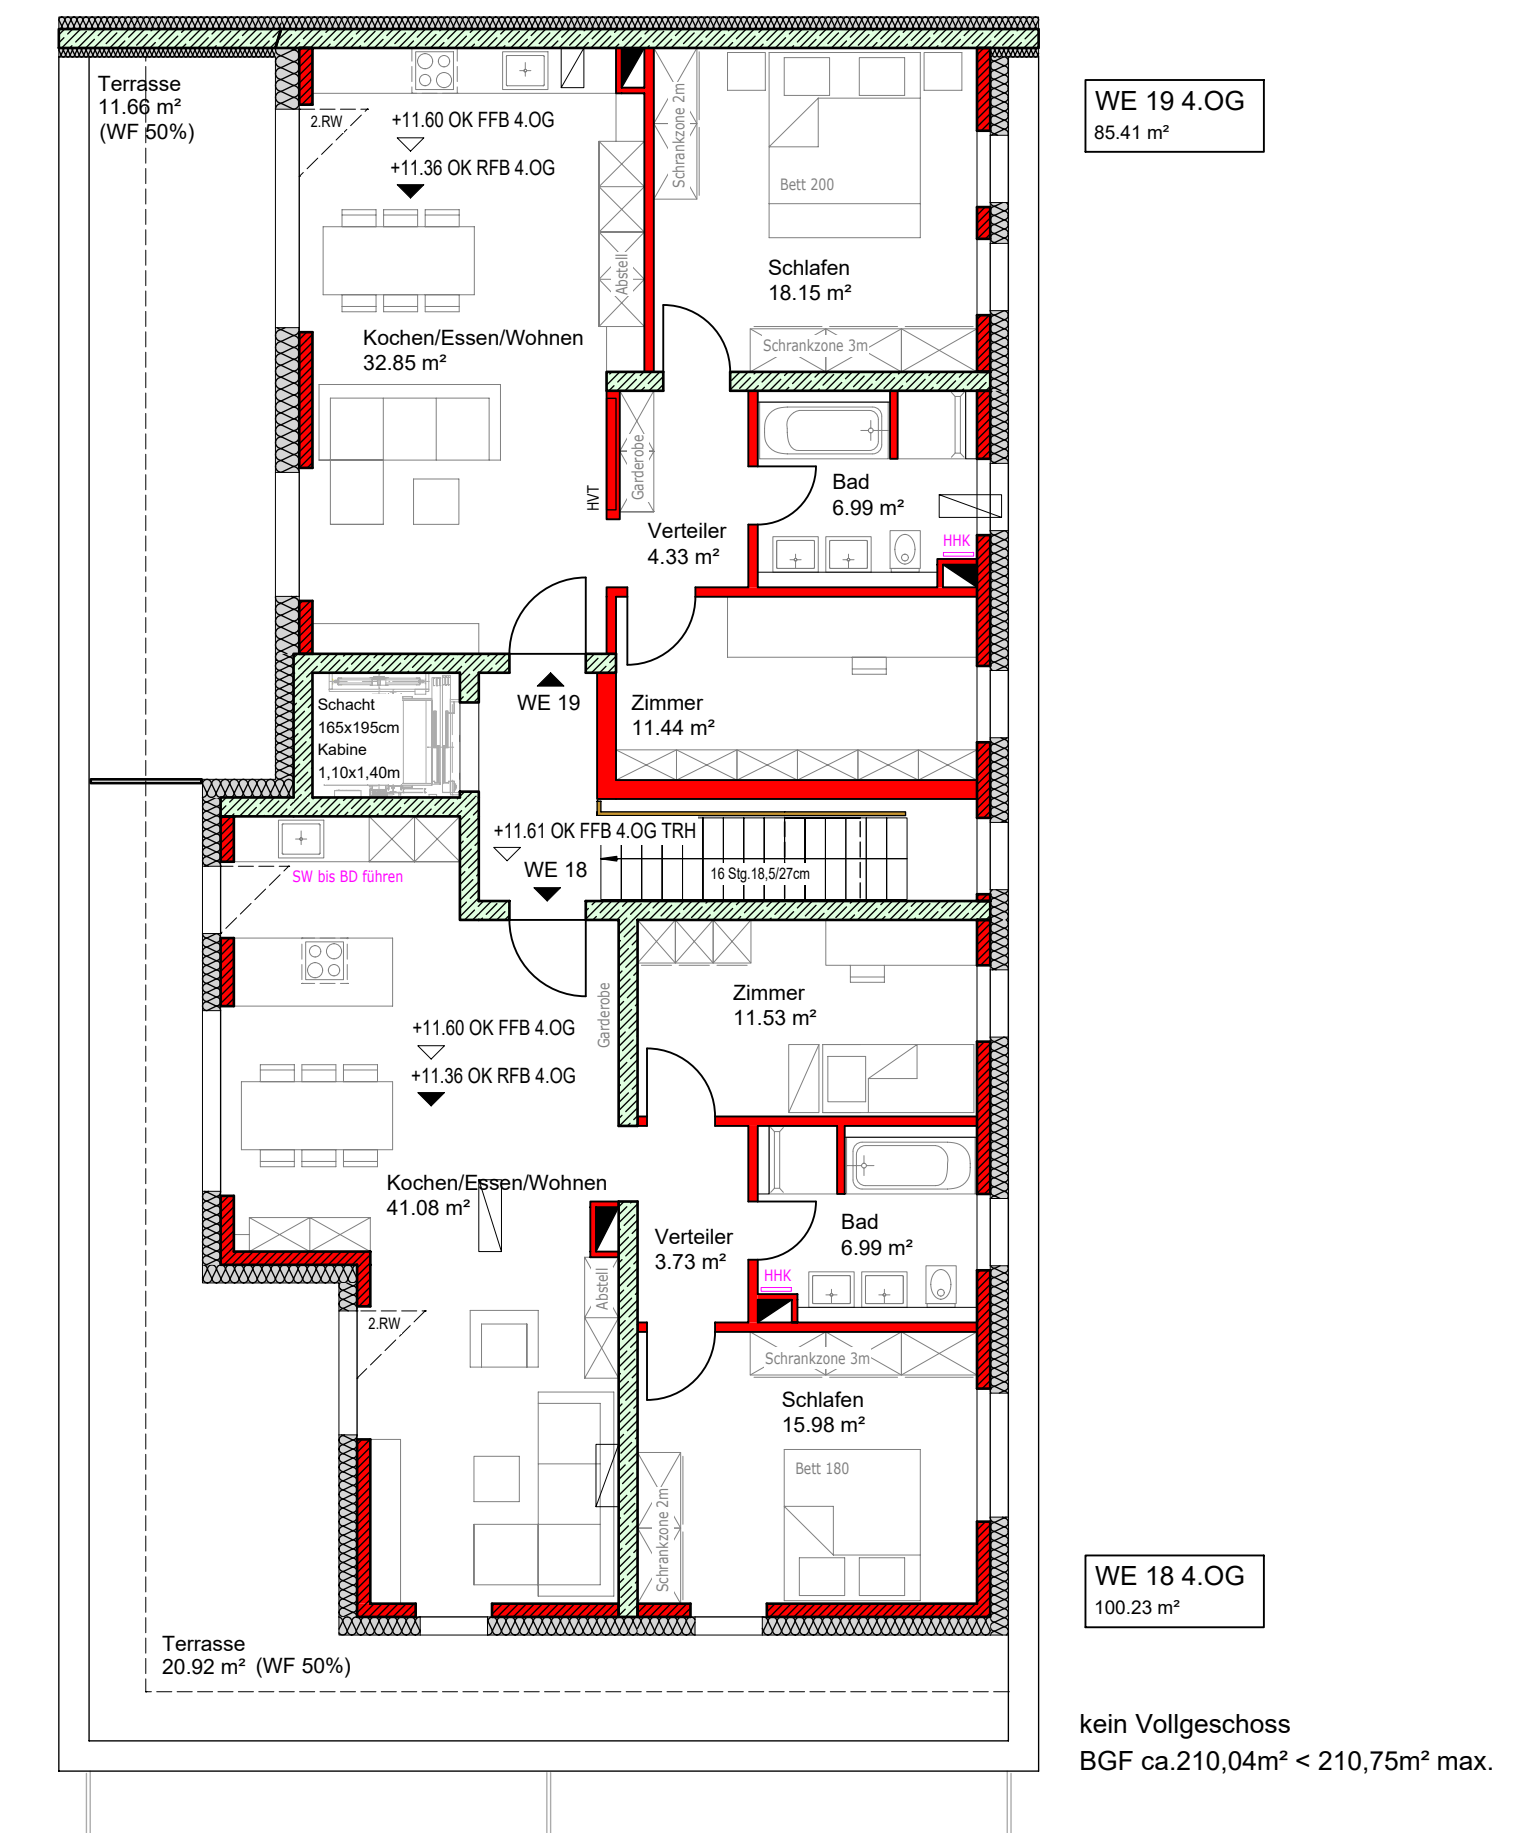 Terrasse
11.66 m²
(WF 50%)
2.RW
+11.60 OK FFB 4.OG
+11.36 OK RFB 4.OG
Schrankzone 2m
Bett 200
WE 19 4.OG
85.41 m²
Abstell
Schlafen
18.15 m²
Kochen/Essen/Wohnen
32.85 m²
Schrankzone 3m
Garderobe
HVT
Bad
6.99 m²
Verteiler
4.33 m²
HHK
WE 19
Schacht
165x195cm
Kabine
1,10x1,40m
Zimmer
11.44 m²
+11.61 OK FFB 4.OG TRH
WE 18
16 Stg.18,5/27cm
SW bis BD führen
Garderobe
Zimmer
11.53 m²
+11.60 OK FFB 4.OG
+11.36 OK RFB 4.OG
Kochen/Essen/Wohnen
41.08 m²
Verteiler
3.73 m²
Bad
6.99 m²
HHK
Abstell
2.RW
Schrankzone 3m
Schlafen
15.98 m²
Bett 180
Schrankzone 2m
WE 18 4.OG
100.23 m²
Terrasse
20.92 m² (WF 50%)
kein Vollgeschoss
BGF ca.210,04m² < 210,75m² max.